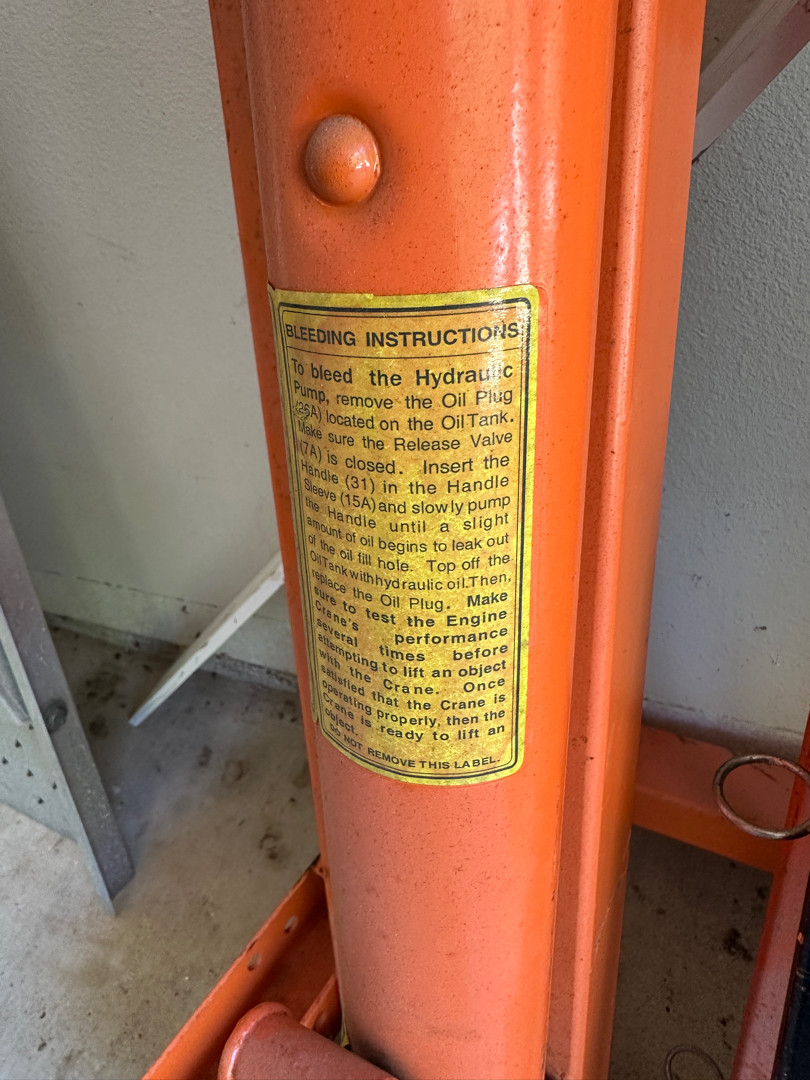 BLEEDING INSTRUCTIONS
To bleed the Hydraulic
Pump, remove the Oil Plug
(26A) located on the Oil Tank.
Make sure the Release Valve
(7A) is closed. Insert the
Handle (31) in the Handle
Sleeve (15A) and slowly pump
the Handle until a slight
amount of oil begins to leak out
of the oil fill hole. Top off the
Oil Tank with hydraulic oil. Then,
replace the Oil Plug. Make
sure to test the Engine
Crane's performance
several times before
attempting to lift an object
with the Crane. Once
satisfied that the Crane is
operating properly, then the
Crane is ready to lift an
object.
DO NOT REMOVE THIS LABEL.